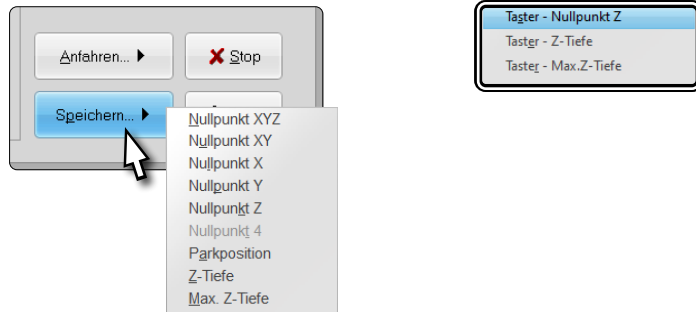 Anfahren...
Stop
Speichern...
Nullpunkt XYZ
Nullpunkt XY
Nullpunkt X
Nullpunkt Y
Nullpunkt Z
Nullpunkt 4
Parkposition
Z-Tiefe
Max. Z-Tiefe
Taster - Nullpunkt Z
Taster - Z-Tiefe
Taster - Max.Z-Tiefe